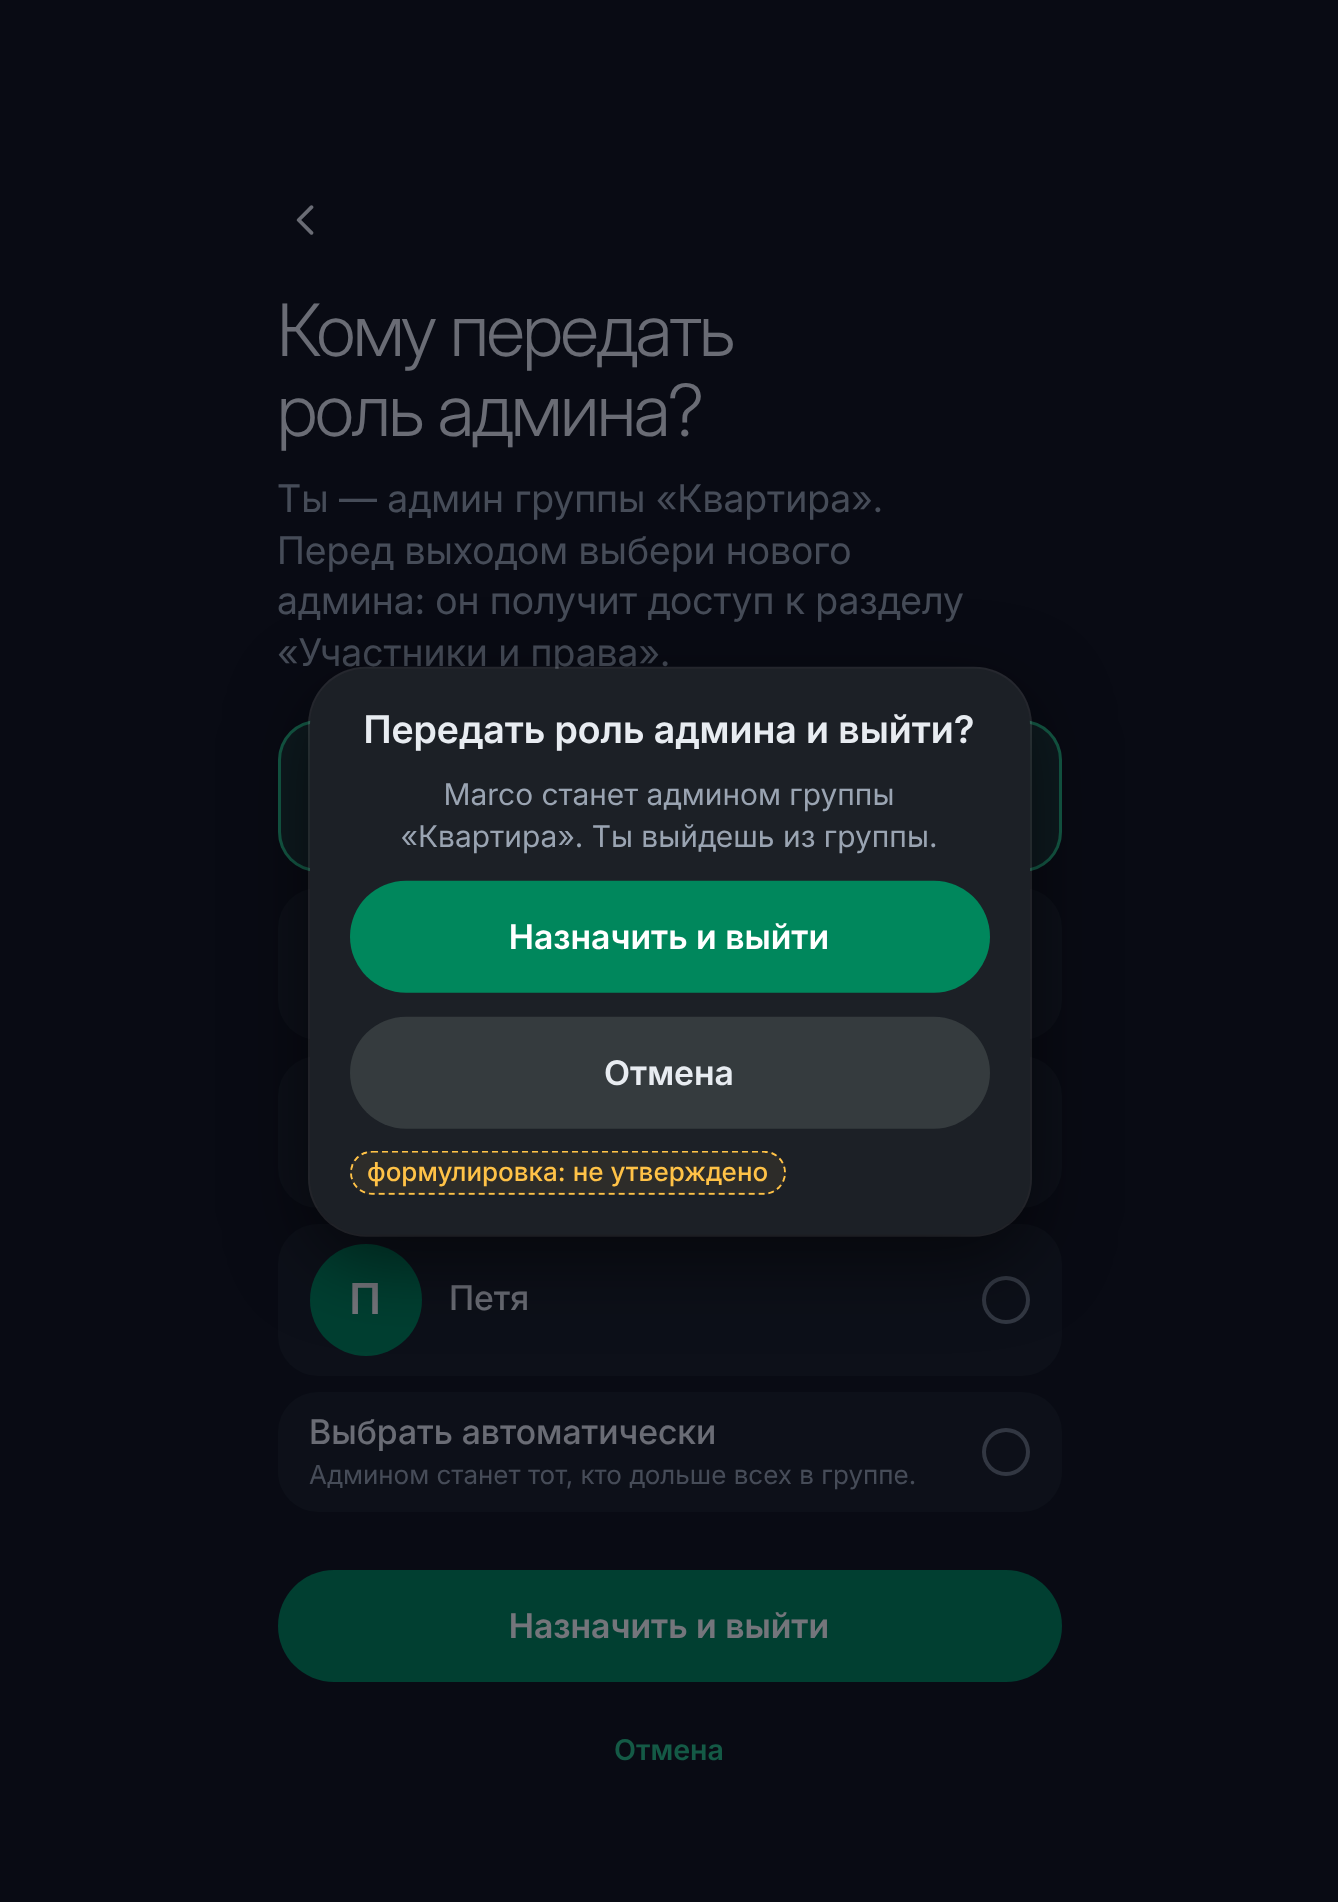 Кому передать
роль админа?
Ты — админ группы «Квартира».
Перед выходом выбери нового
админа: он получит доступ к разделу
«Участники и права».
Передать роль админа и выйти?
Marco станет админом группы
«Квартира». Ты выйдешь из группы.
Назначить и выйти
Отмена
формулировка: не утверждено
П
Петя
Выбрать автоматически
Админом станет тот, кто дольше всех в группе.
Назначить и выйти
Отмена